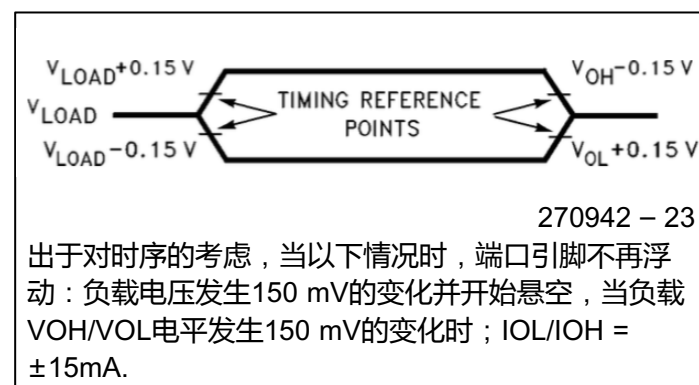 VLOAD+0.15 V
VOH-0.15 V
VLOAD
TIMING REFERENCE
POINTS
VLOAD-0.15 V
VOL+0.15 V
270942 – 23
出于对时序的考虑，当以下情况时，端口引脚不再浮
动：负载电压发生150 mV的变化并开始悬空，当负载
VOH/VOL电平发生150 mV的变化时；IOL/IOH =
±15mA.